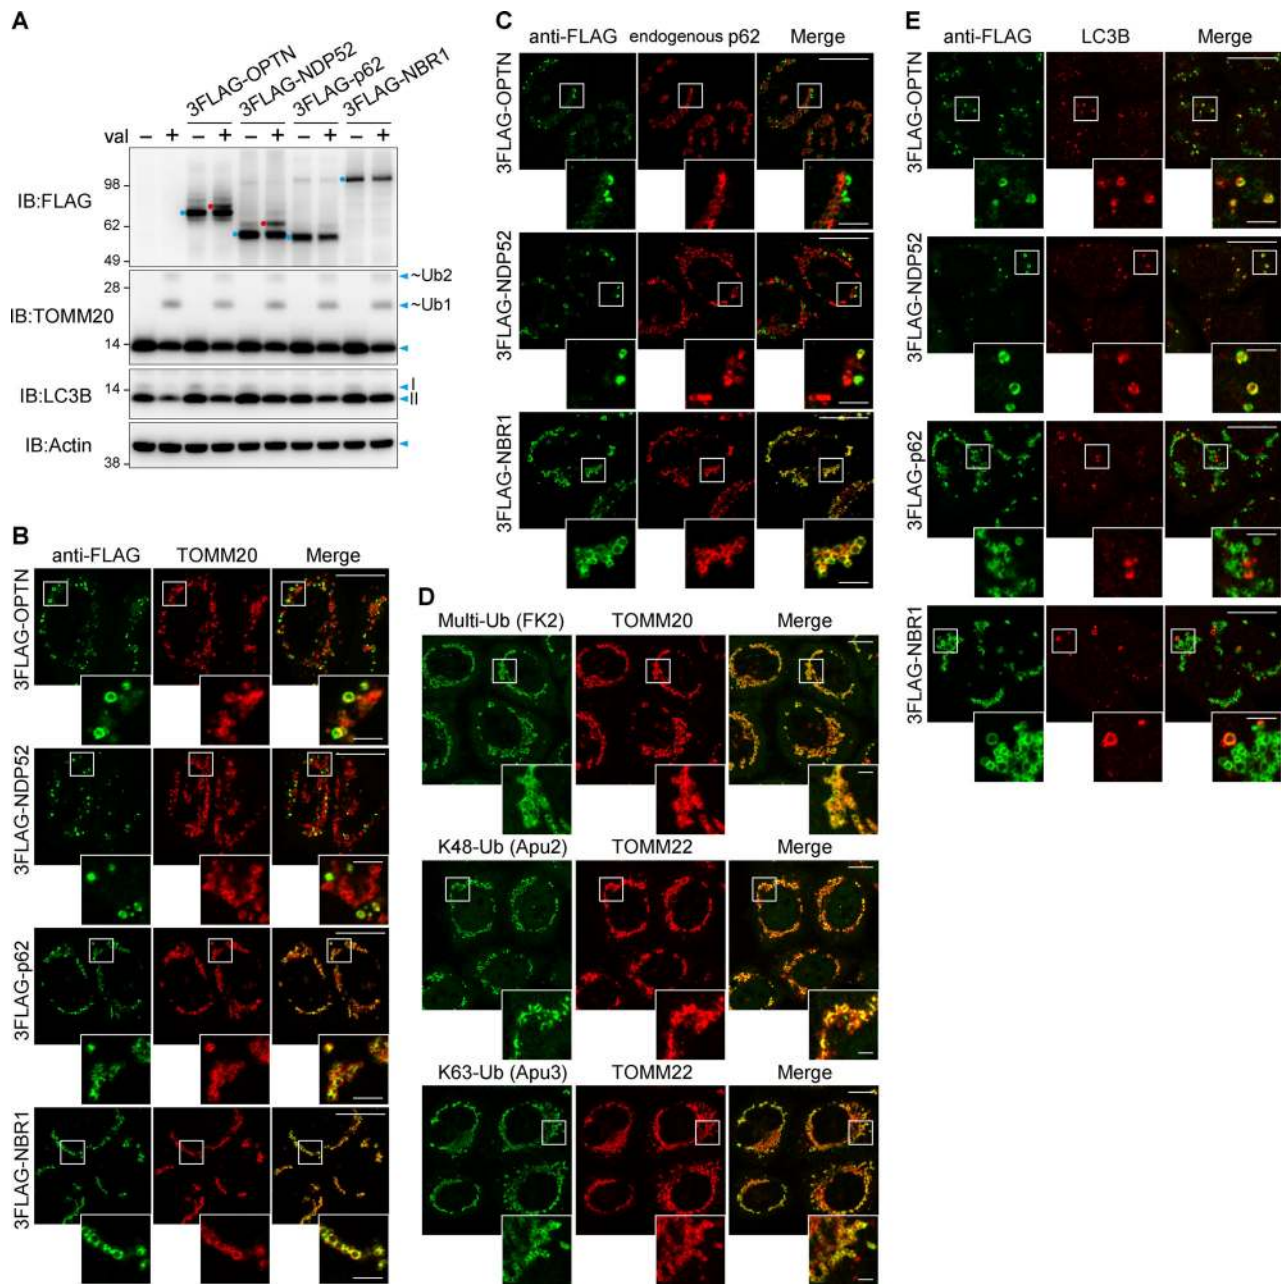 A
3FLAG-OPTN
3FLAG-NDP52
3FLAG-p62
3FLAG-NBR1
val – + – + – + – + – +
IB:FLAG
98
62
49
IB:TOMM20
28
14
~Ub2
~Ub1
IB:LC3B
14
I
II
IB:Actin
38
B
anti-FLAG TOMM20 Merge
3FLAG-OPTN
3FLAG-NDP52
3FLAG-p62
3FLAG-NBR1
C
anti-FLAG endogenous p62 Merge
3FLAG-OPTN
3FLAG-NDP52
3FLAG-NBR1
D
Multi-Ub (FK2) TOMM20 Merge
K48-Ub (Apu2) TOMM22 Merge
K63-Ub (Apu3) TOMM22 Merge
E
anti-FLAG LC3B Merge
3FLAG-OPTN
3FLAG-NDP52
3FLAG-p62
3FLAG-NBR1